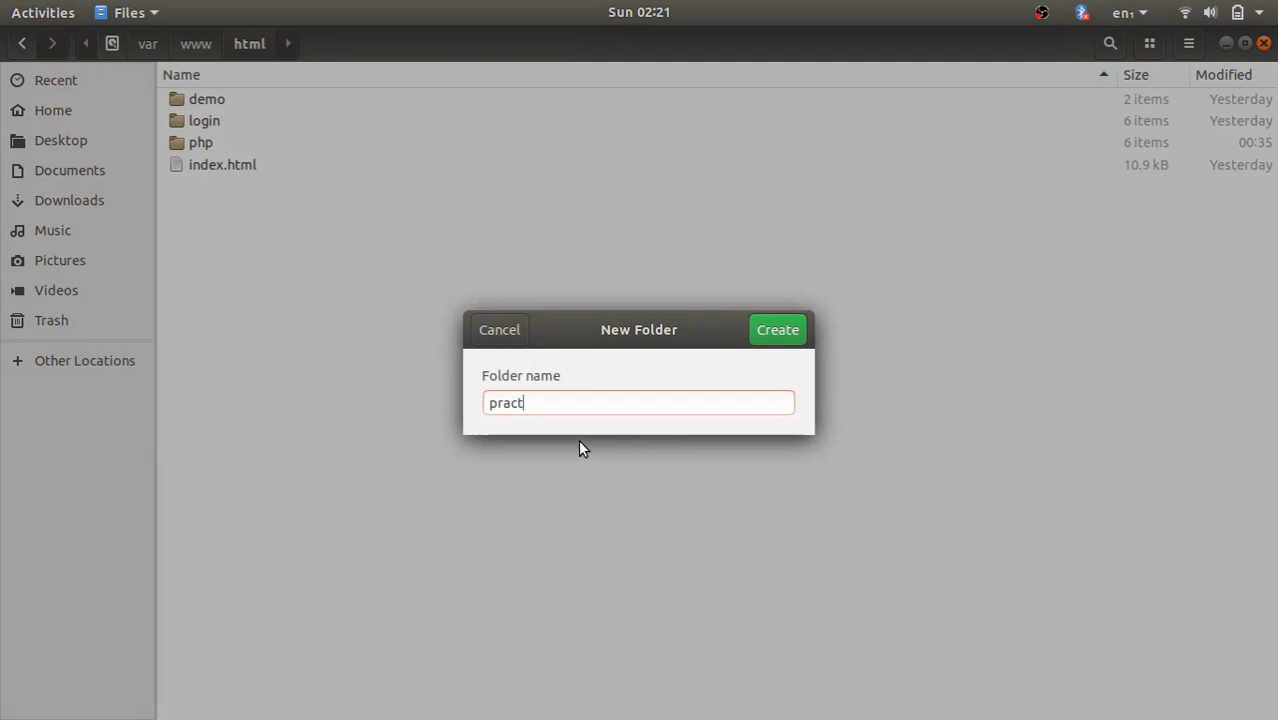 Activities Files Sun 02:21 en₁
var www html
Name Size Modified
Recent demo 2 items Yesterday
Home login 6 items Yesterday
Desktop php 6 items 00:35
Documents index.html 10.9 kB Yesterday
Downloads
Music
Pictures
Videos
Trash
Other Locations
Cancel New Folder Create
Folder name
pract